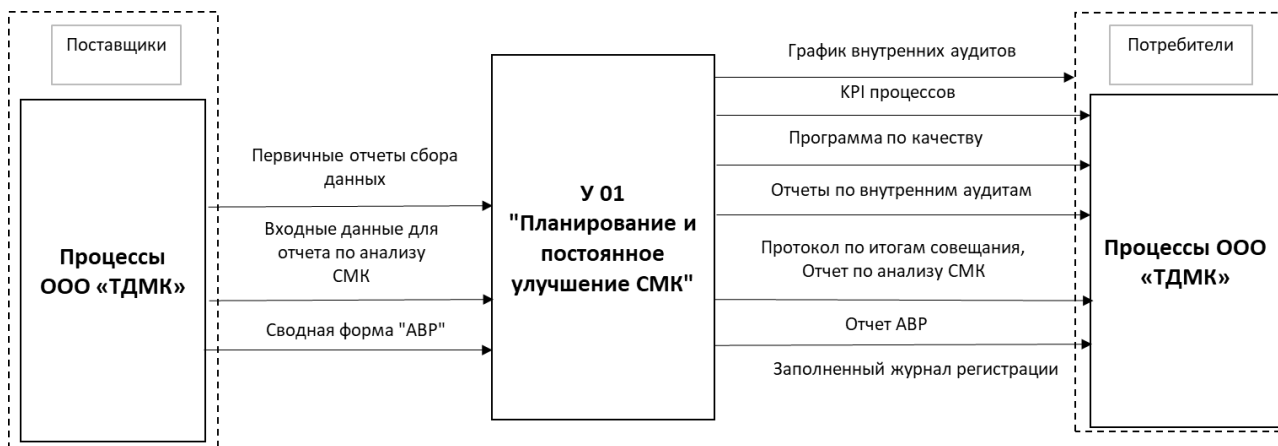 Поставщики
Процессы
ООО «ТДМК»
Первичные отчеты сбора
данных
Входные данные для
отчета по анализу
СМК
Сводная форма "АВР"
У 01
"Планирование и
постоянное
улучшение СМК"
График внутренних аудитов
KPI процессов
Программа по качеству
Отчеты по внутренним аудитам
Протокол по итогам совещания,
Отчет по анализу СМК
Отчет АВР
Заполненный журнал регистрации
Потребители
Процессы ООО
«ТДМК»